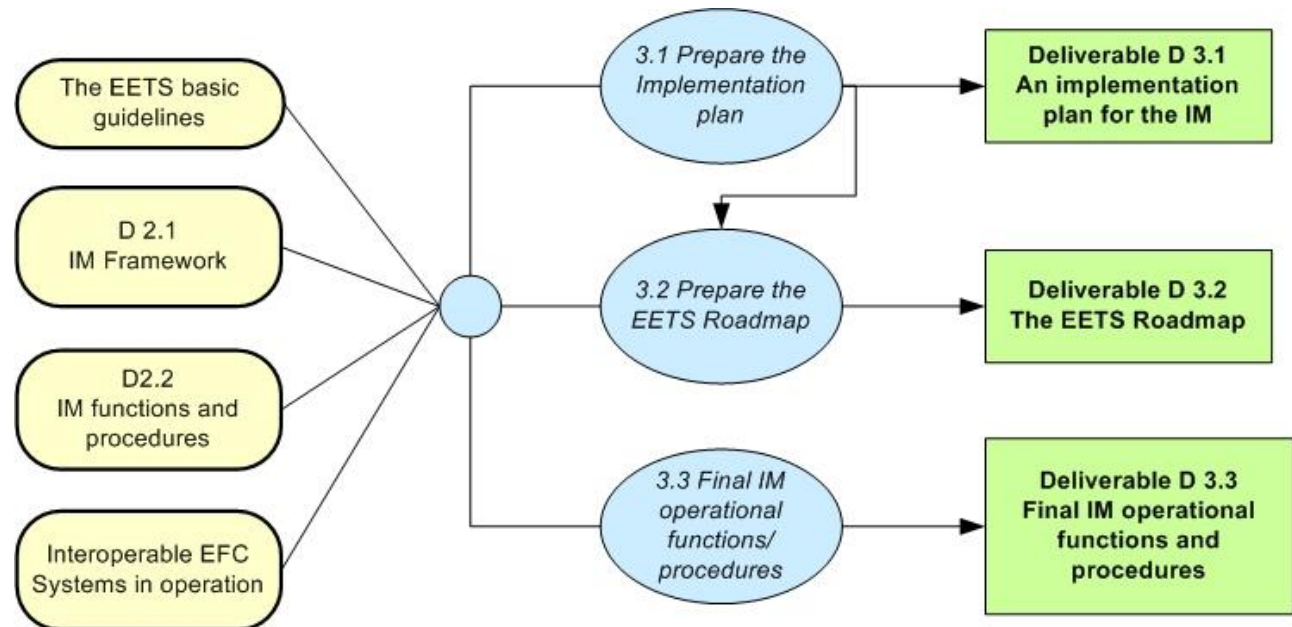 The EETS basic
guidelines
D 2.1
IM Framework
D2.2
IM functions and
procedures
Interoperable EFC
Systems in operation
3.1 Prepare the
Implementation
plan
3.2 Prepare the
EETS Roadmap
3.3 Final IM
operational
functions/
procedures
Deliverable D 3.1
An implementation
plan for the IM
Deliverable D 3.2
The EETS Roadmap
Deliverable D 3.3
Final IM operational
functions and
procedures